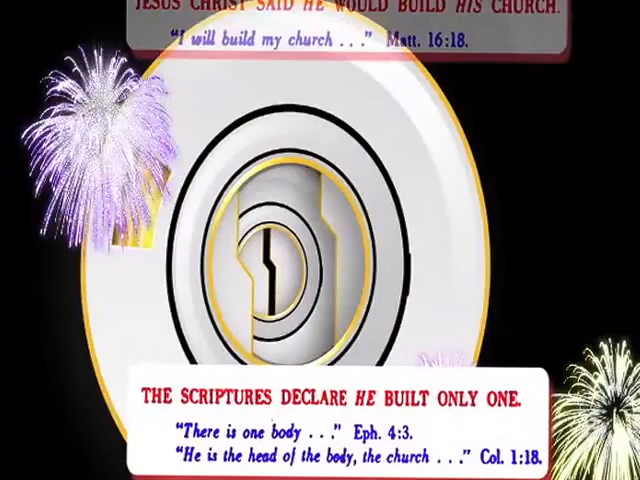 JESUS CHRIST SAID HE WOULD BUILD HIS CHURCH.
"I will build my church . . ." Matt. 16:18.
THE SCRIPTURES DECLARE HE BUILT ONLY ONE.
"There is one body . . ." Eph. 4:3.
"He is the head of the body, the church . . ." Col. 1:18.